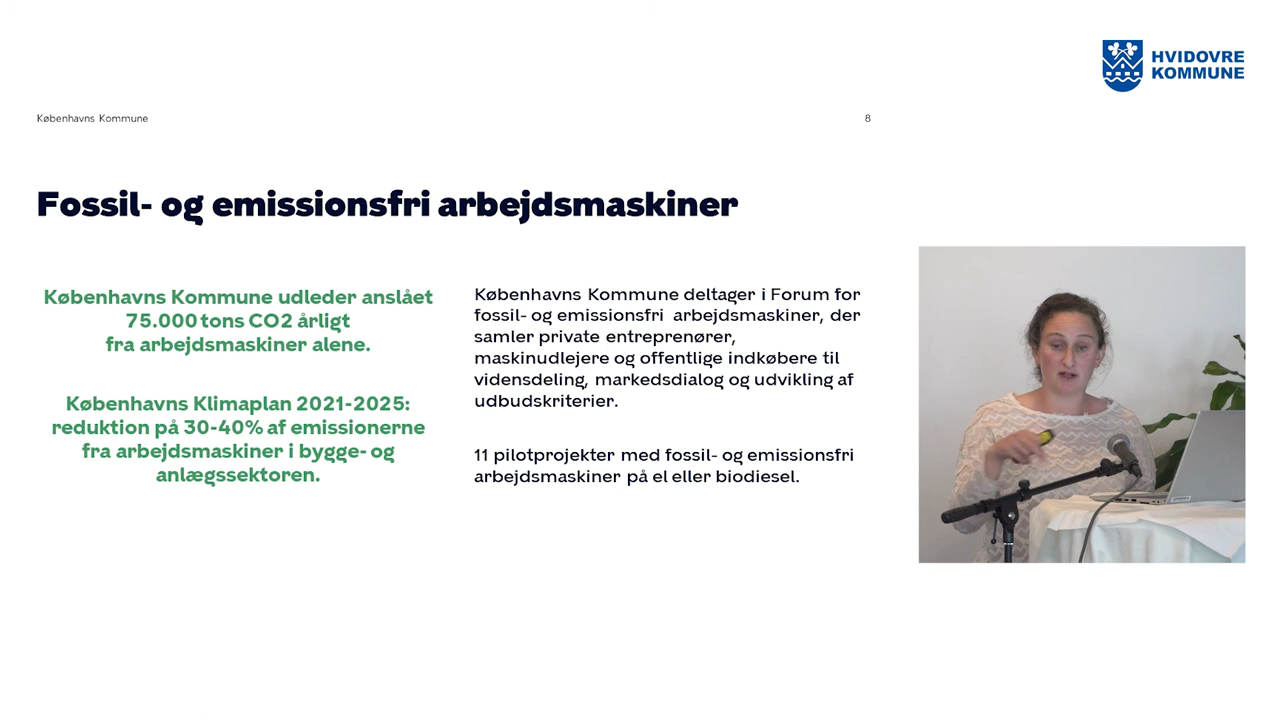 HVIDOVRE
KOMMUNE
Københavns Kommune
8
Fossil- og emissionsfri arbejdsmaskiner
Københavns Kommune udleder anslået
75.000 tons CO2 årligt
fra arbejdsmaskiner alene.
Københavns Klimaplan 2021-2025:
reduktion på 30-40% af emissionerne
fra arbejdsmaskiner i bygge- og
anlægssektoren.
Københavns Kommune deltager i Forum for
fossil- og emissionsfri arbejdsmaskiner, der
samler private entreprenører,
maskinudlejere og offentlige indkøbere til
vidensdeling, markedsdialog og udvikling af
udbudskriterier.
11 pilotprojekter med fossil- og emissionsfri
arbejdsmaskiner på el eller biodiesel.